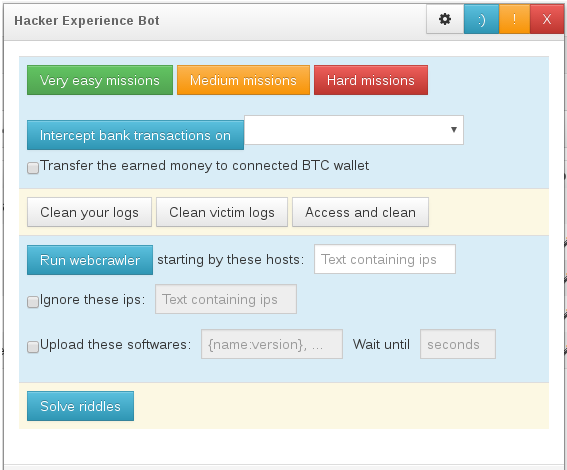 Hacker Experience Bot :) ! X
Very easy missions Medium missions Hard missions
Intercept bank transactions on
Transfer the earned money to connected BTC wallet
Clean your logs Clean victim logs Access and clean
Run webcrawler starting by these hosts: Text containing ips
Ignore these ips: Text containing ips
Upload these softwares: {name:version}, ... Wait until seconds
Solve riddles